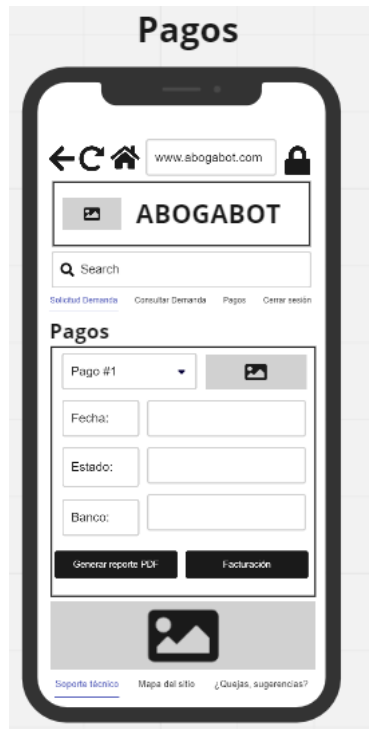 Pagos
www.abogabot.com
ABOGABOT
Search
Solicitud Demanda Consultar Demanda Pagos Cerrar sesión
Pagos
Pago #1
Fecha:
Estado:
Banco:
Generar reporte PDF Facturación
Soporte técnico Mapa del sitio ¿Quejas, sugerencias?